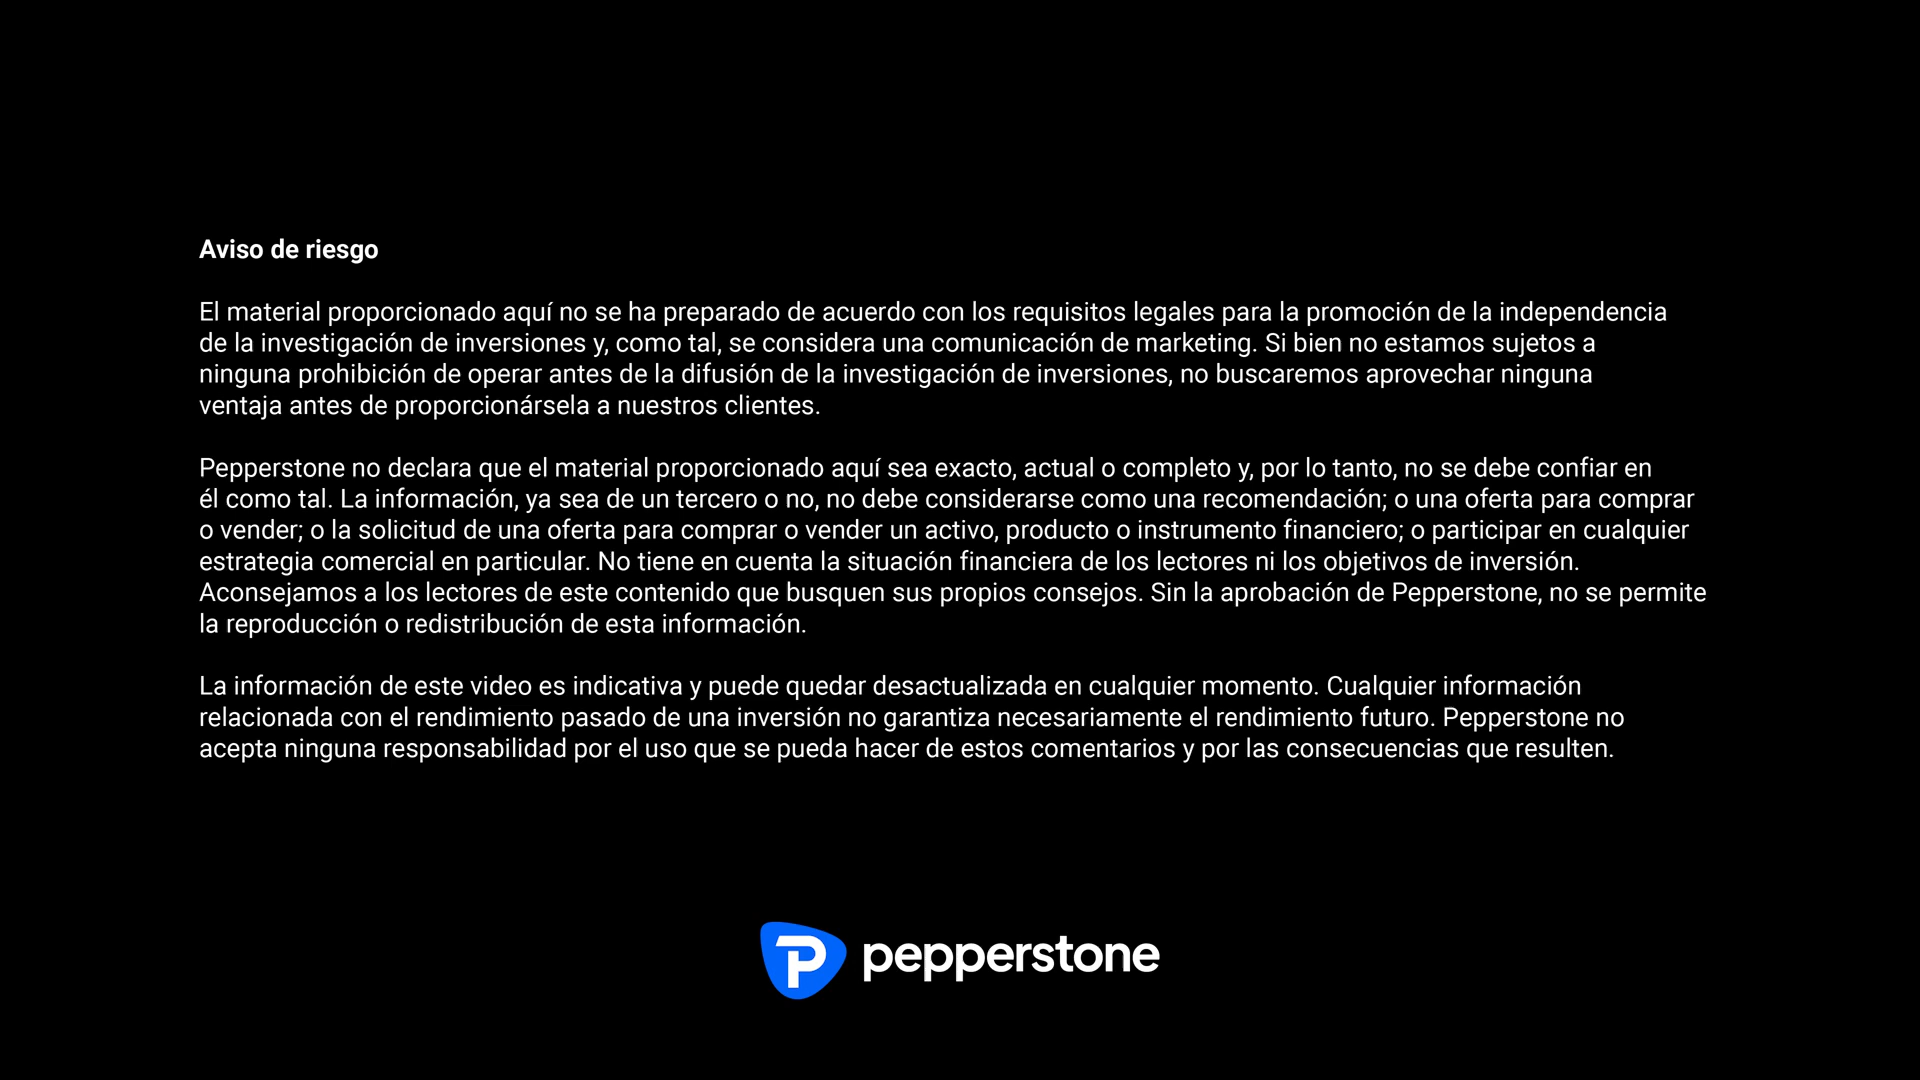 Aviso de riesgo
El material proporcionado aquí no se ha preparado de acuerdo con los requisitos legales para la promoción de la independencia
de la investigación de inversiones y, como tal, se considera una comunicación de marketing. Si bien no estamos sujetos a
ninguna prohibición de operar antes de la difusión de la investigación de inversiones, no buscaremos aprovechar ninguna
ventaja antes de proporcionársela a nuestros clientes.
Pepperstone no declara que el material proporcionado aquí sea exacto, actual o completo y, por lo tanto, no se debe confiar en
él como tal. La información, ya sea de un tercero o no, no debe considerarse como una recomendación; o una oferta para comprar
o vender; o la solicitud de una oferta para comprar o vender un activo, producto o instrumento financiero; o participar en cualquier
estrategia comercial en particular. No tiene en cuenta la situación financiera de los lectores ni los objetivos de inversión.
Aconsejamos a los lectores de este contenido que busquen sus propios consejos. Sin la aprobación de Pepperstone, no se permite
la reproducción o redistribución de esta información.
La información de este video es indicativa y puede quedar desactualizada en cualquier momento. Cualquier información
relacionada con el rendimiento pasado de una inversión no garantiza necesariamente el rendimiento futuro. Pepperstone no
acepta ninguna responsabilidad por el uso que se pueda hacer de estos comentarios y por las consecuencias que resulten.
pepperstone